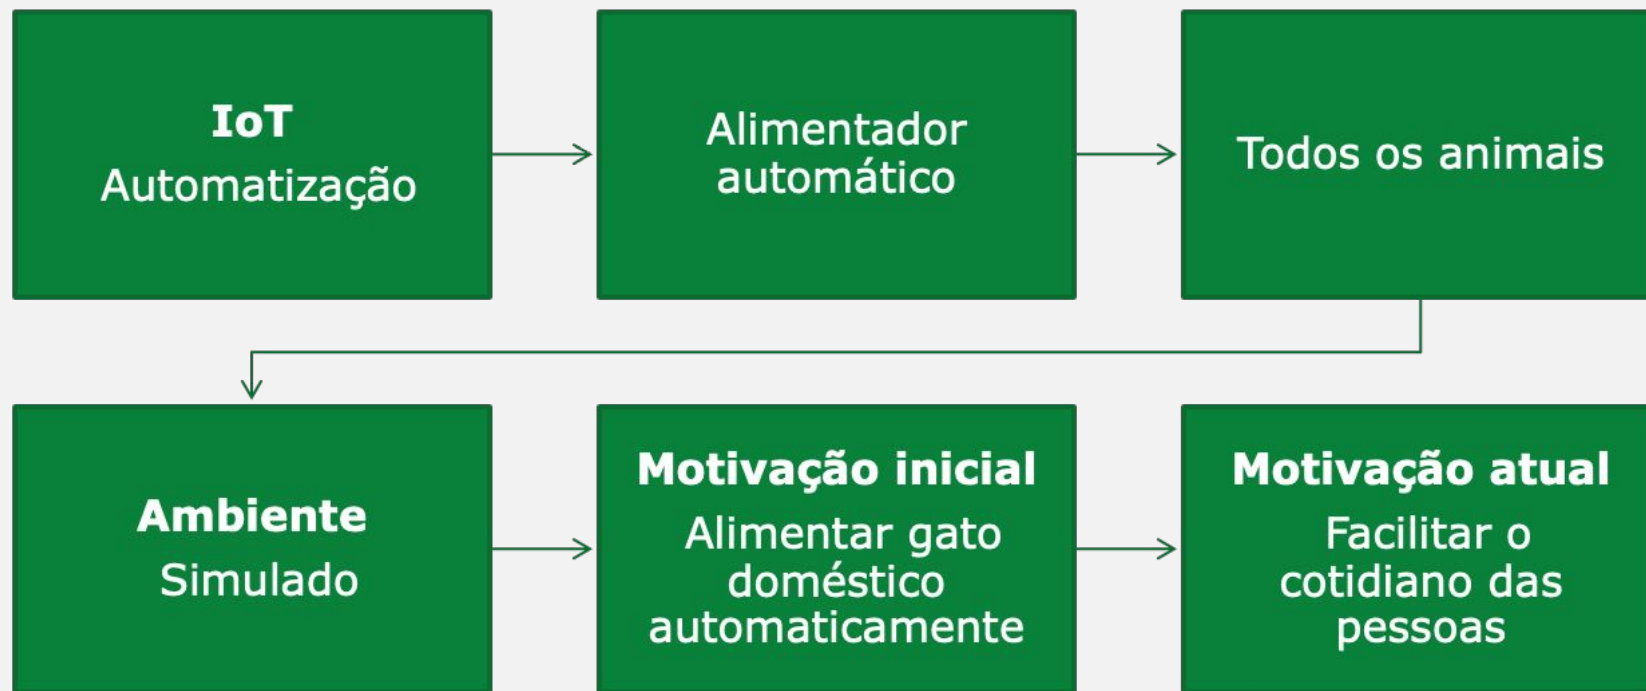 IoT
Automatização
Alimentador
automático
Todos os animais
Ambiente
Simulado
Motivação inicial
Alimentar gato
doméstico
automaticamente
Motivação atual
Facilitar o
cotidiano das
pessoas